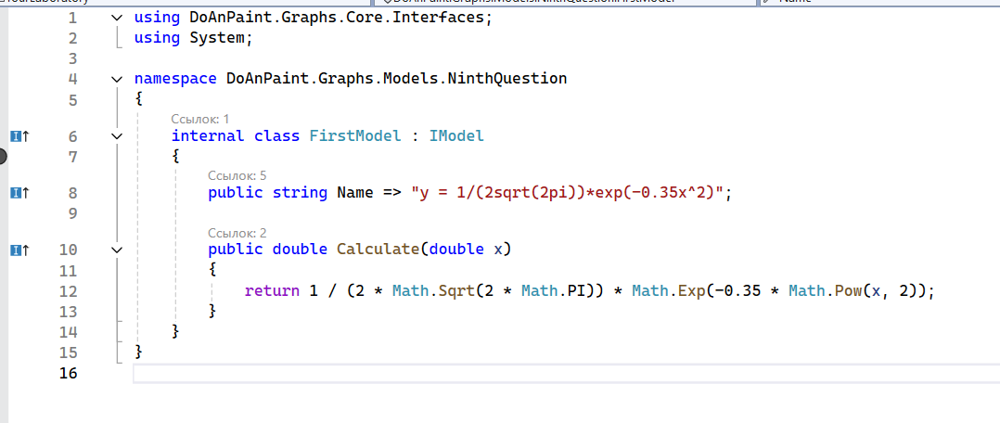 1 using DoAnPaint.Graphs.Core.Interfaces;
2 using System;
3
4 namespace DoAnPaint.Graphs.Models.NinthQuestion
5 {
Ссылок: 1
6 internal class FirstModel : IModel
7 {
Ссылок: 5
8 public string Name => "y = 1/(2sqrt(2pi))*exp(-0.35x^2)";
9
Ссылок: 2
10 public double Calculate(double x)
11 {
12 return 1 / (2 * Math.Sqrt(2 * Math.PI)) * Math.Exp(-0.35 * Math.Pow(x, 2));
13 }
14 }
15 }
16